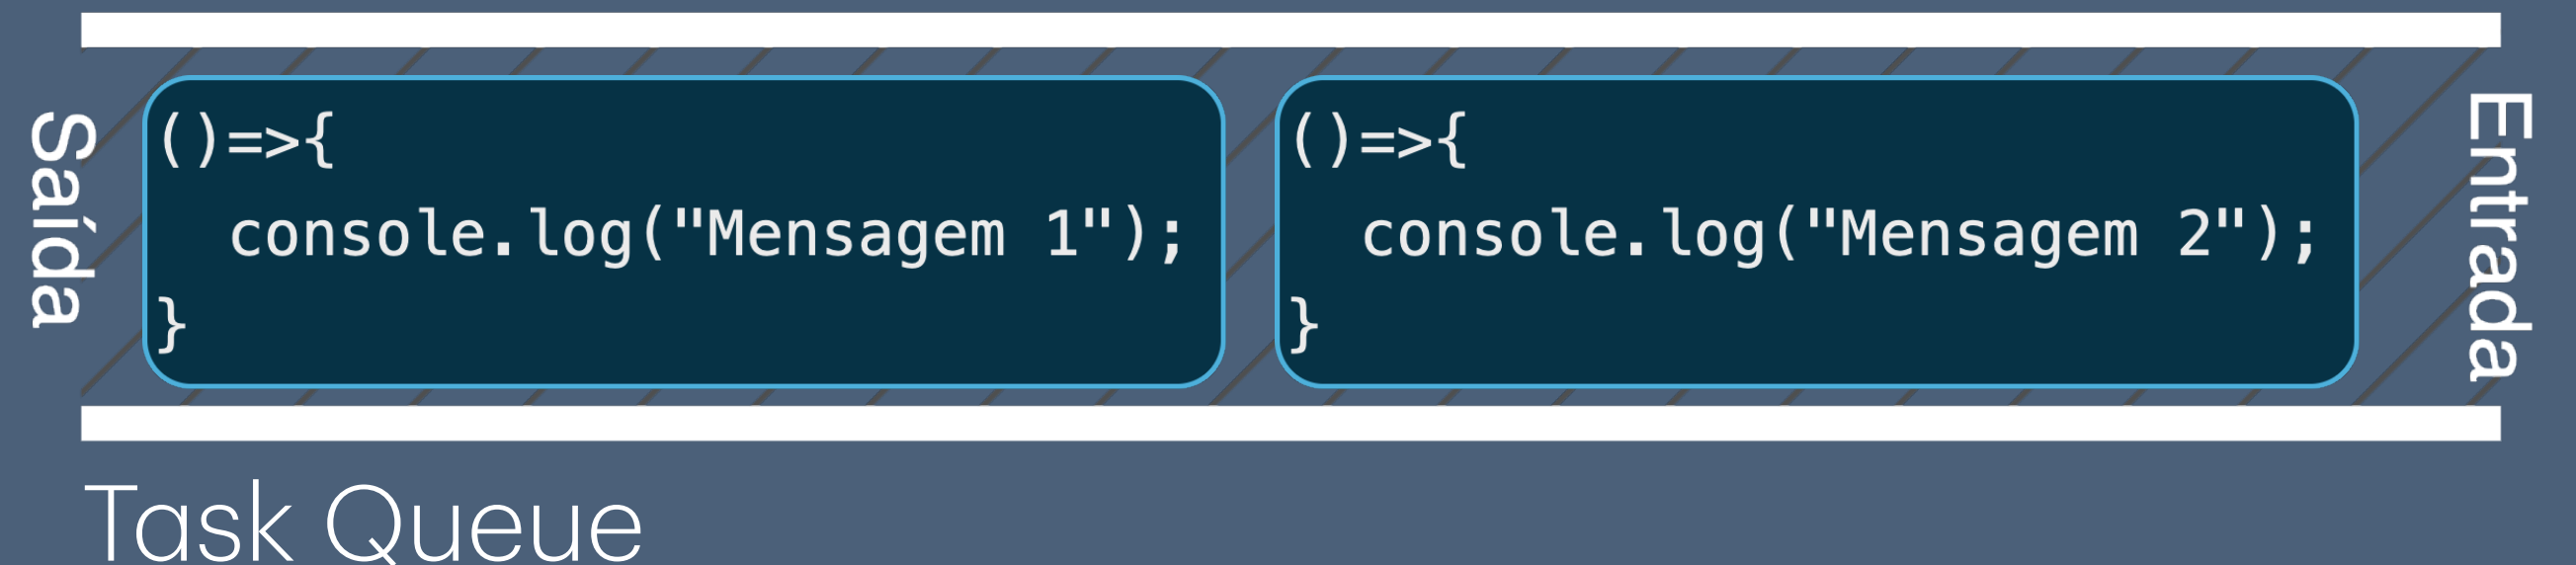 Saída
()=>{
  console.log("Mensagem 1");
}
()=>{
  console.log("Mensagem 2");
}
Entrada
Task Queue